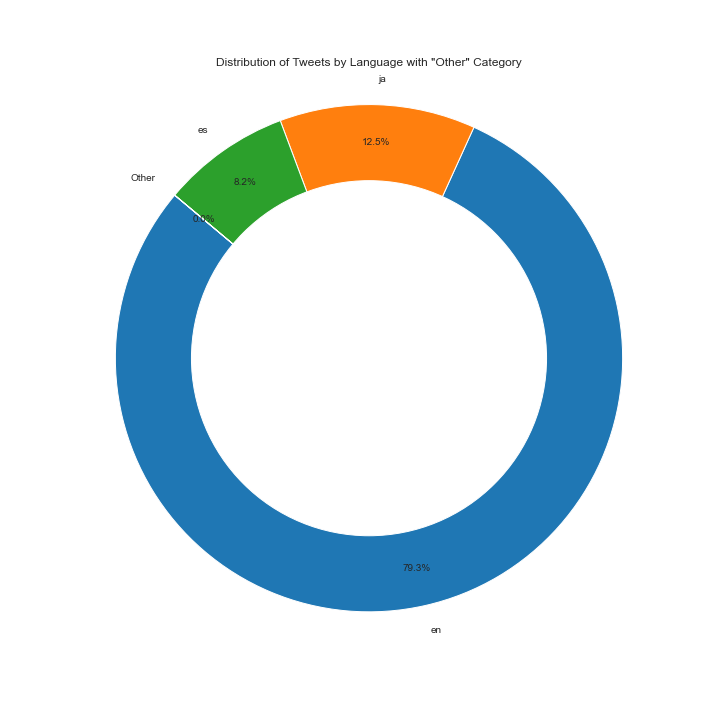 Distribution of Tweets by Language with "Other" Category
ja
12.5%
es
8.2%
Other
0.0%
79.3%
en